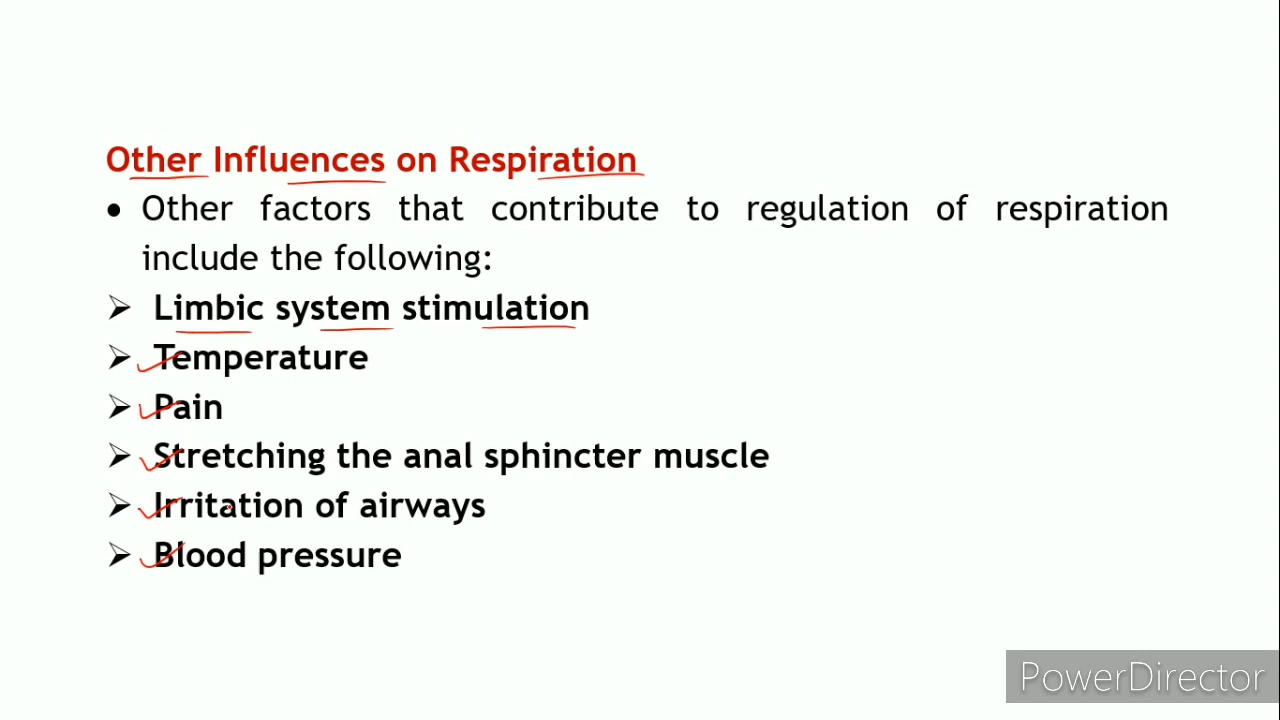 Other Influences on Respiration
• Other factors that contribute to regulation of respiration
include the following:
➢ Limbic system stimulation
➢ Temperature
➢ Pain
➢ Stretching the anal sphincter muscle
➢ Irritation of airways
➢ Blood pressure
PowerDirector